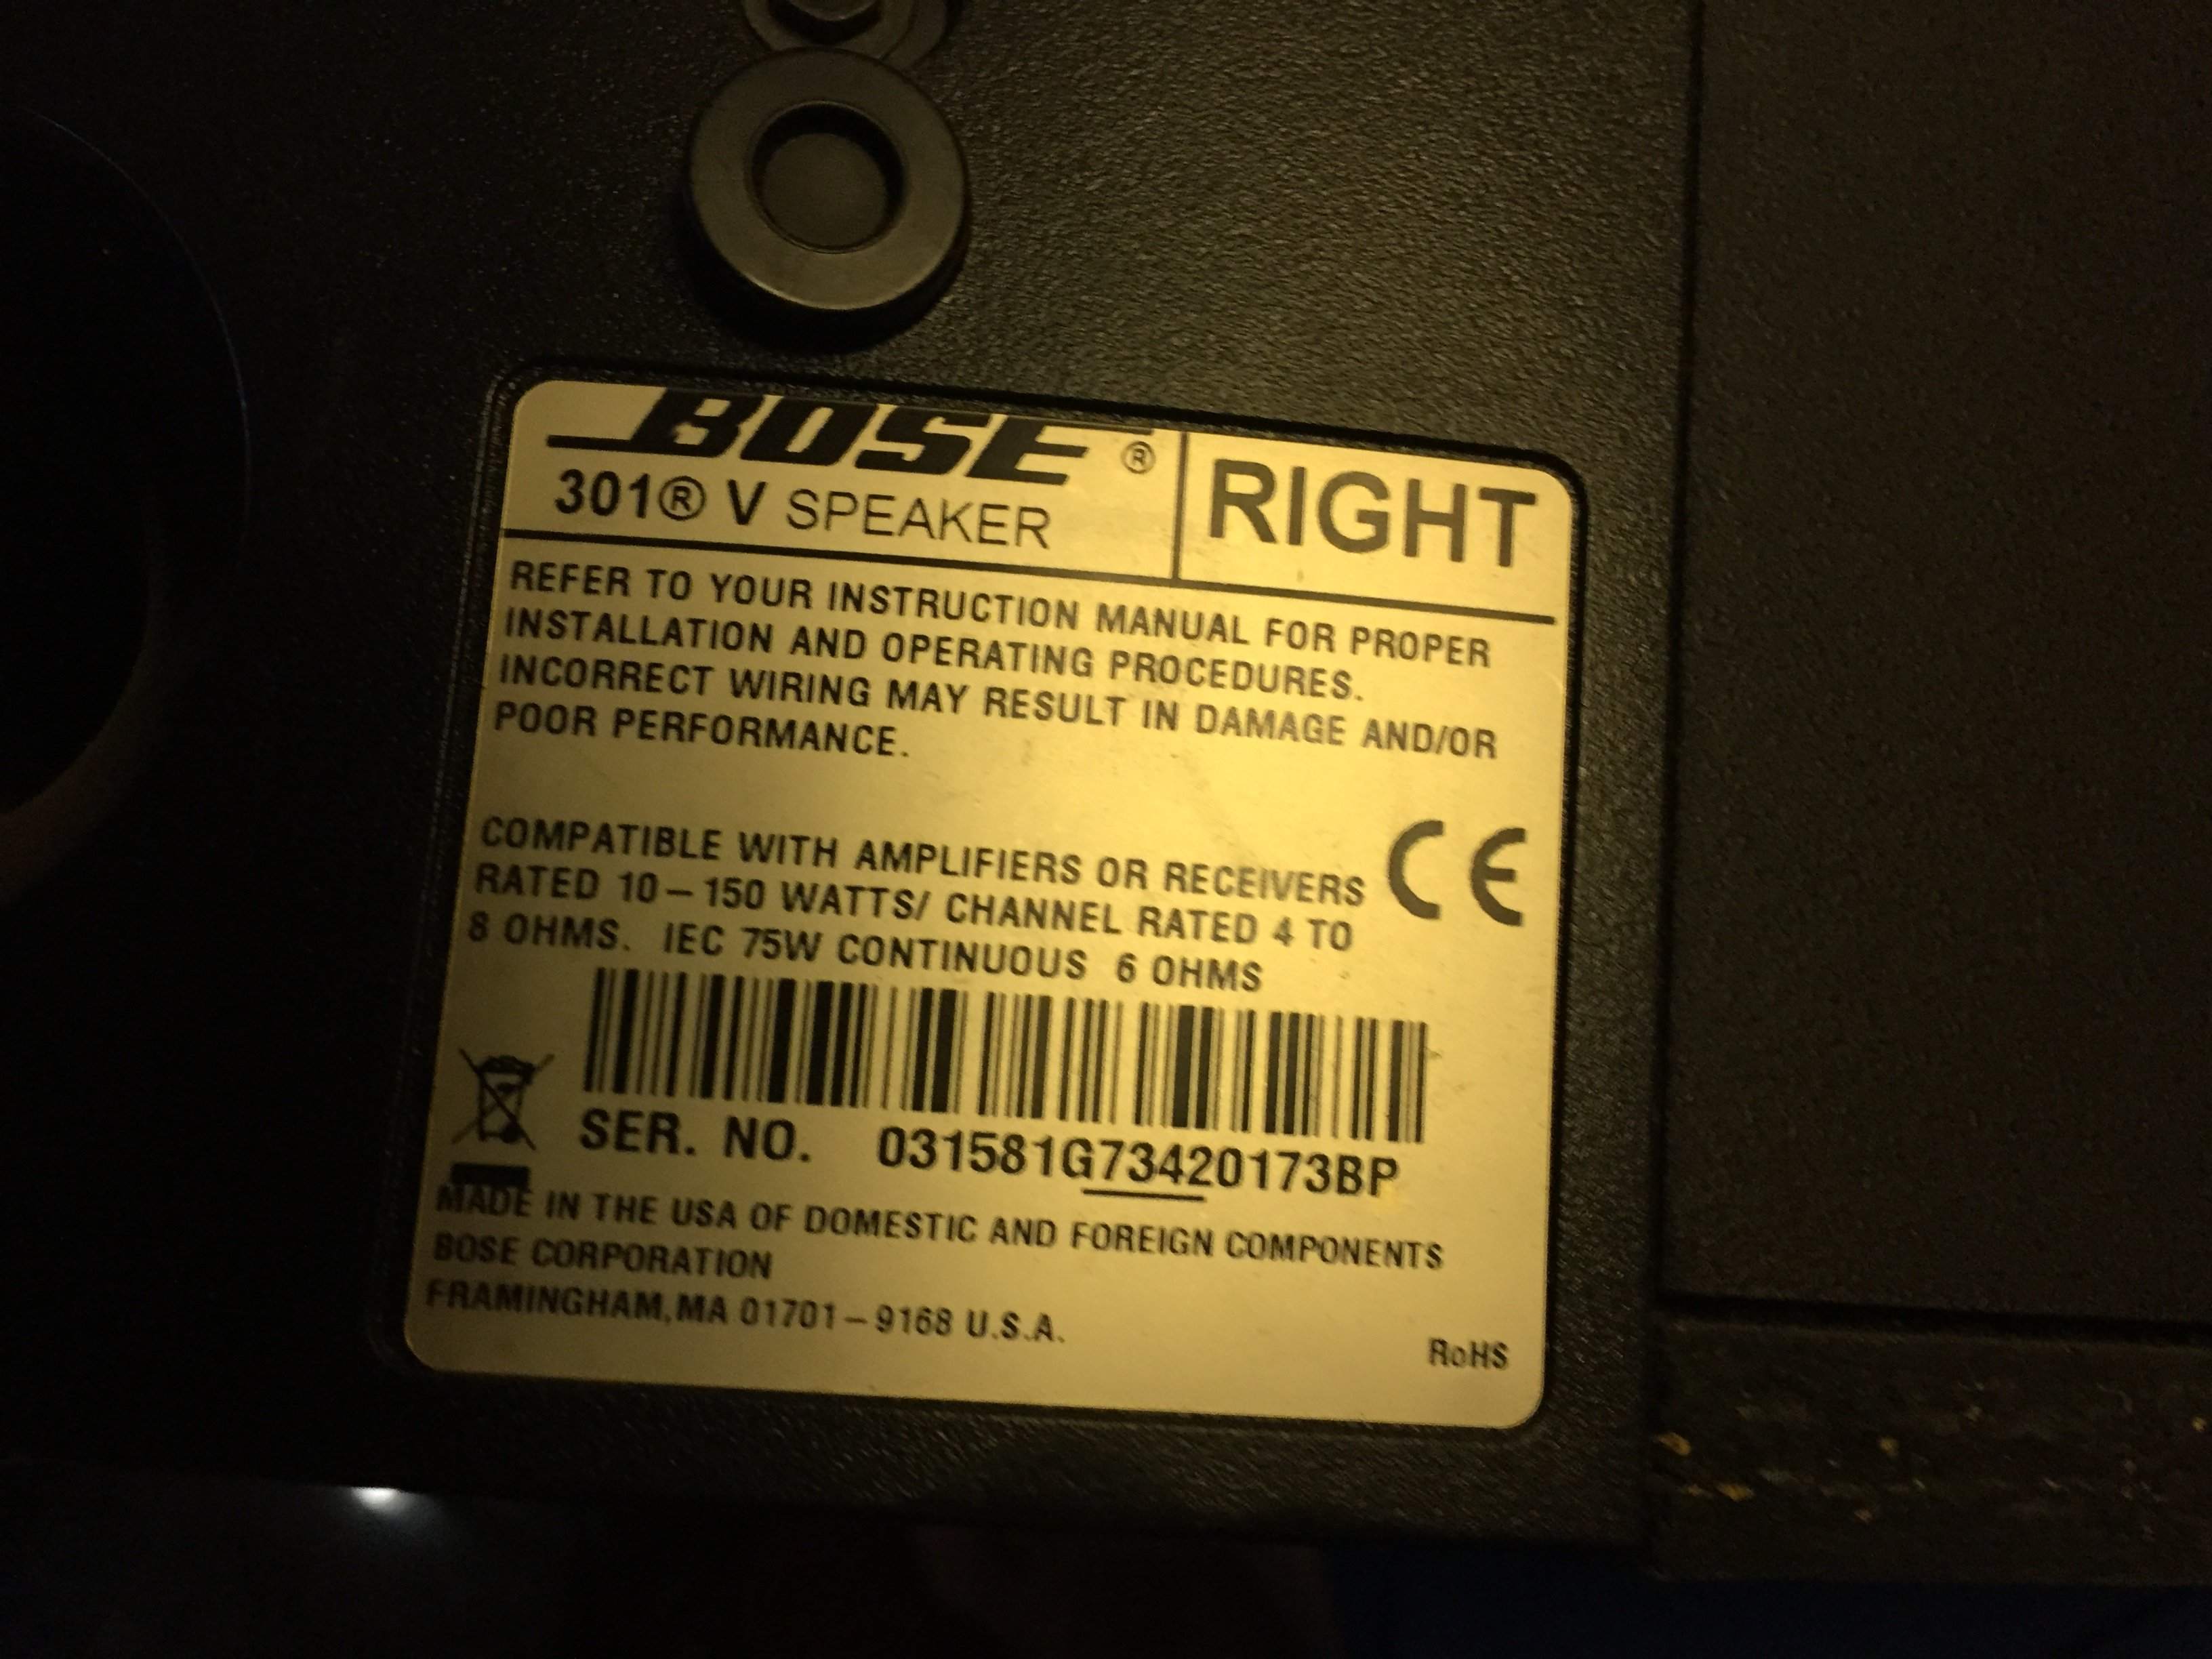 BOSE ®
301® V SPEAKER
RIGHT
REFER TO YOUR INSTRUCTION MANUAL FOR PROPER
INSTALLATION AND OPERATING PROCEDURES.
INCORRECT WIRING MAY RESULT IN DAMAGE AND/OR
POOR PERFORMANCE.
COMPATIBLE WITH AMPLIFIERS OR RECEIVERS
RATED 10–150 WATTS/ CHANNEL RATED 4 TO
8 OHMS. IEC 75W CONTINUOUS 6 OHMS
CE
SER. NO. 031581G73420173BP
MADE IN THE USA OF DOMESTIC AND FOREIGN COMPONENTS
BOSE CORPORATION
FRAMINGHAM,MA 01701–9168 U.S.A.
RoHS